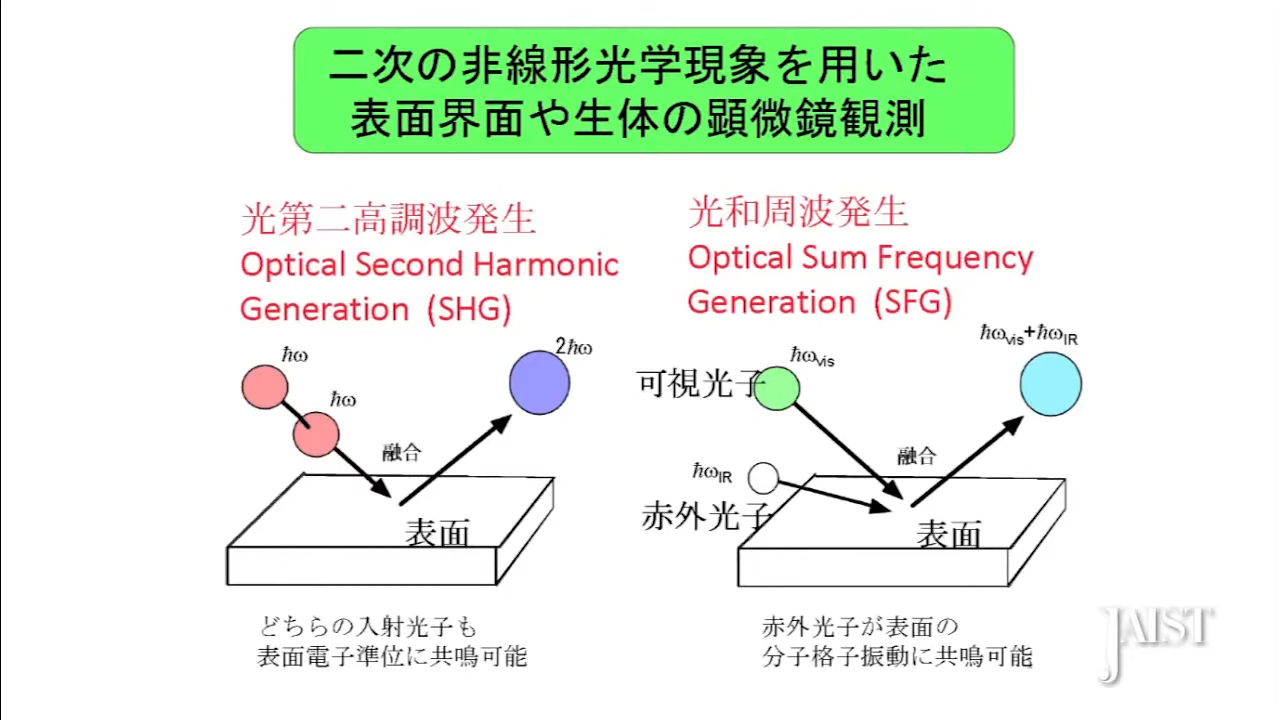 二次の非線形光学現象を用いた
表面界面や生体の顕微鏡観測
光第二高調波発生
Optical Second Harmonic
Generation (SHG)
ħω
ħω
2ħω
融合
表面
どちらの入射光子も
表面電子準位に共鳴可能
光和周波発生
Optical Sum Frequency
Generation (SFG)
ħωvis+ħωIR
ħωvis
可視光子
ħωIR
赤外光子
融合
表面
赤外光子が表面の
分子格子振動に共鳴可能
JAIST